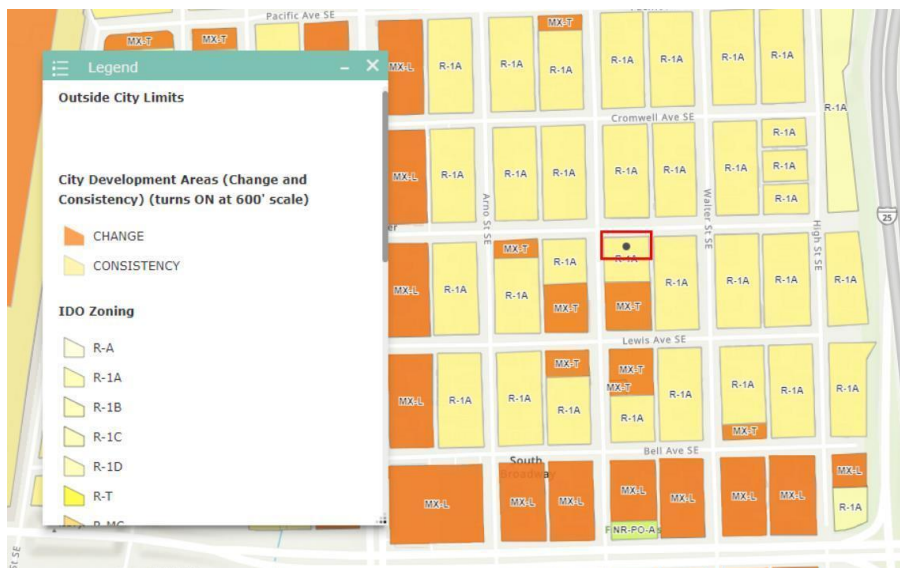 Pacific Ave SE
MX-T
MX-T
MX-T
Legend
Outside City Limits
City Development Areas (Change and
Consistency) (turns ON at 600' scale)
CHANGE
CONSISTENCY
IDO Zoning
R-A
R-1A
R-1B
R-1C
R-1D
R-T
R-MC
MX-L
R-1A
R-1A
R-1A
R-1A
R-1A
R-1A
R-1A
R-1A
Cromwell Ave SE
R-1A
MX-L
R-1A
R-1A
R-1A
R-1A
R-1A
R-1A
R-1A
R-1A
Arno St SE
Walter St SE
High St SE
25
MX-T
R-1A
R-1A
MX-L
R-1A
R-1A
MX-T
MX-T
R-1A
R-1A
R-1A
R-1A
Lewis Ave SE
MX-T
MX-T
MX-T
MX-L
R-1A
R-1A
R-1A
R-1A
R-1A
R-1A
R-1A
R-1A
MX-T
Bell Ave SE
South
Broadway
MX-L
MX-L
MX-L
MX-L
MX-L
MX-L
MX-L
MX-L
R-1A
NR-PO-A
St SE